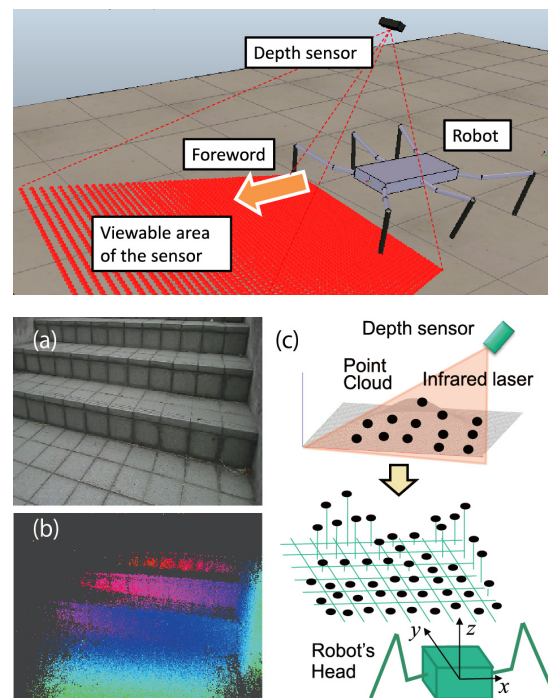 Depth sensor
Robot
Foreword
Viewable area
of the sensor
(a)
(b)
(c)
Depth sensor
Point
Cloud
Infrared laser
Robot's
Head
y
z
x